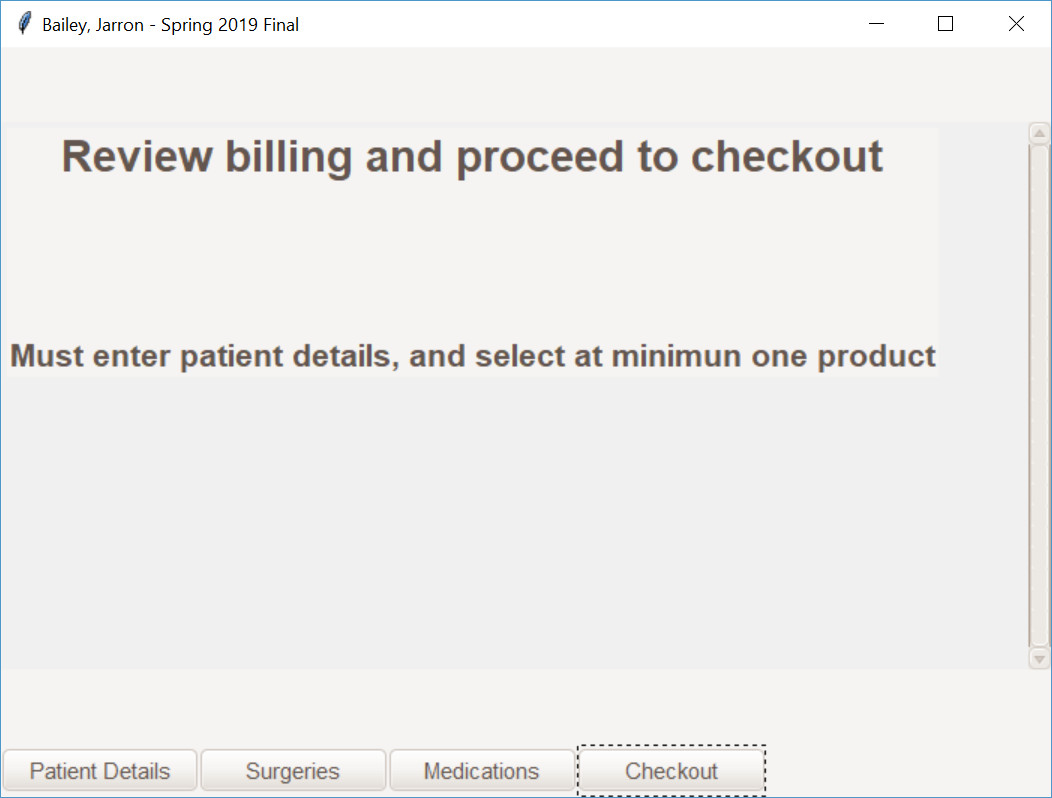 Bailey, Jarron - Spring 2019 Final
Review billing and proceed to checkout
Must enter patient details, and select at minimun one product
Patient Details
Surgeries
Medications
Checkout